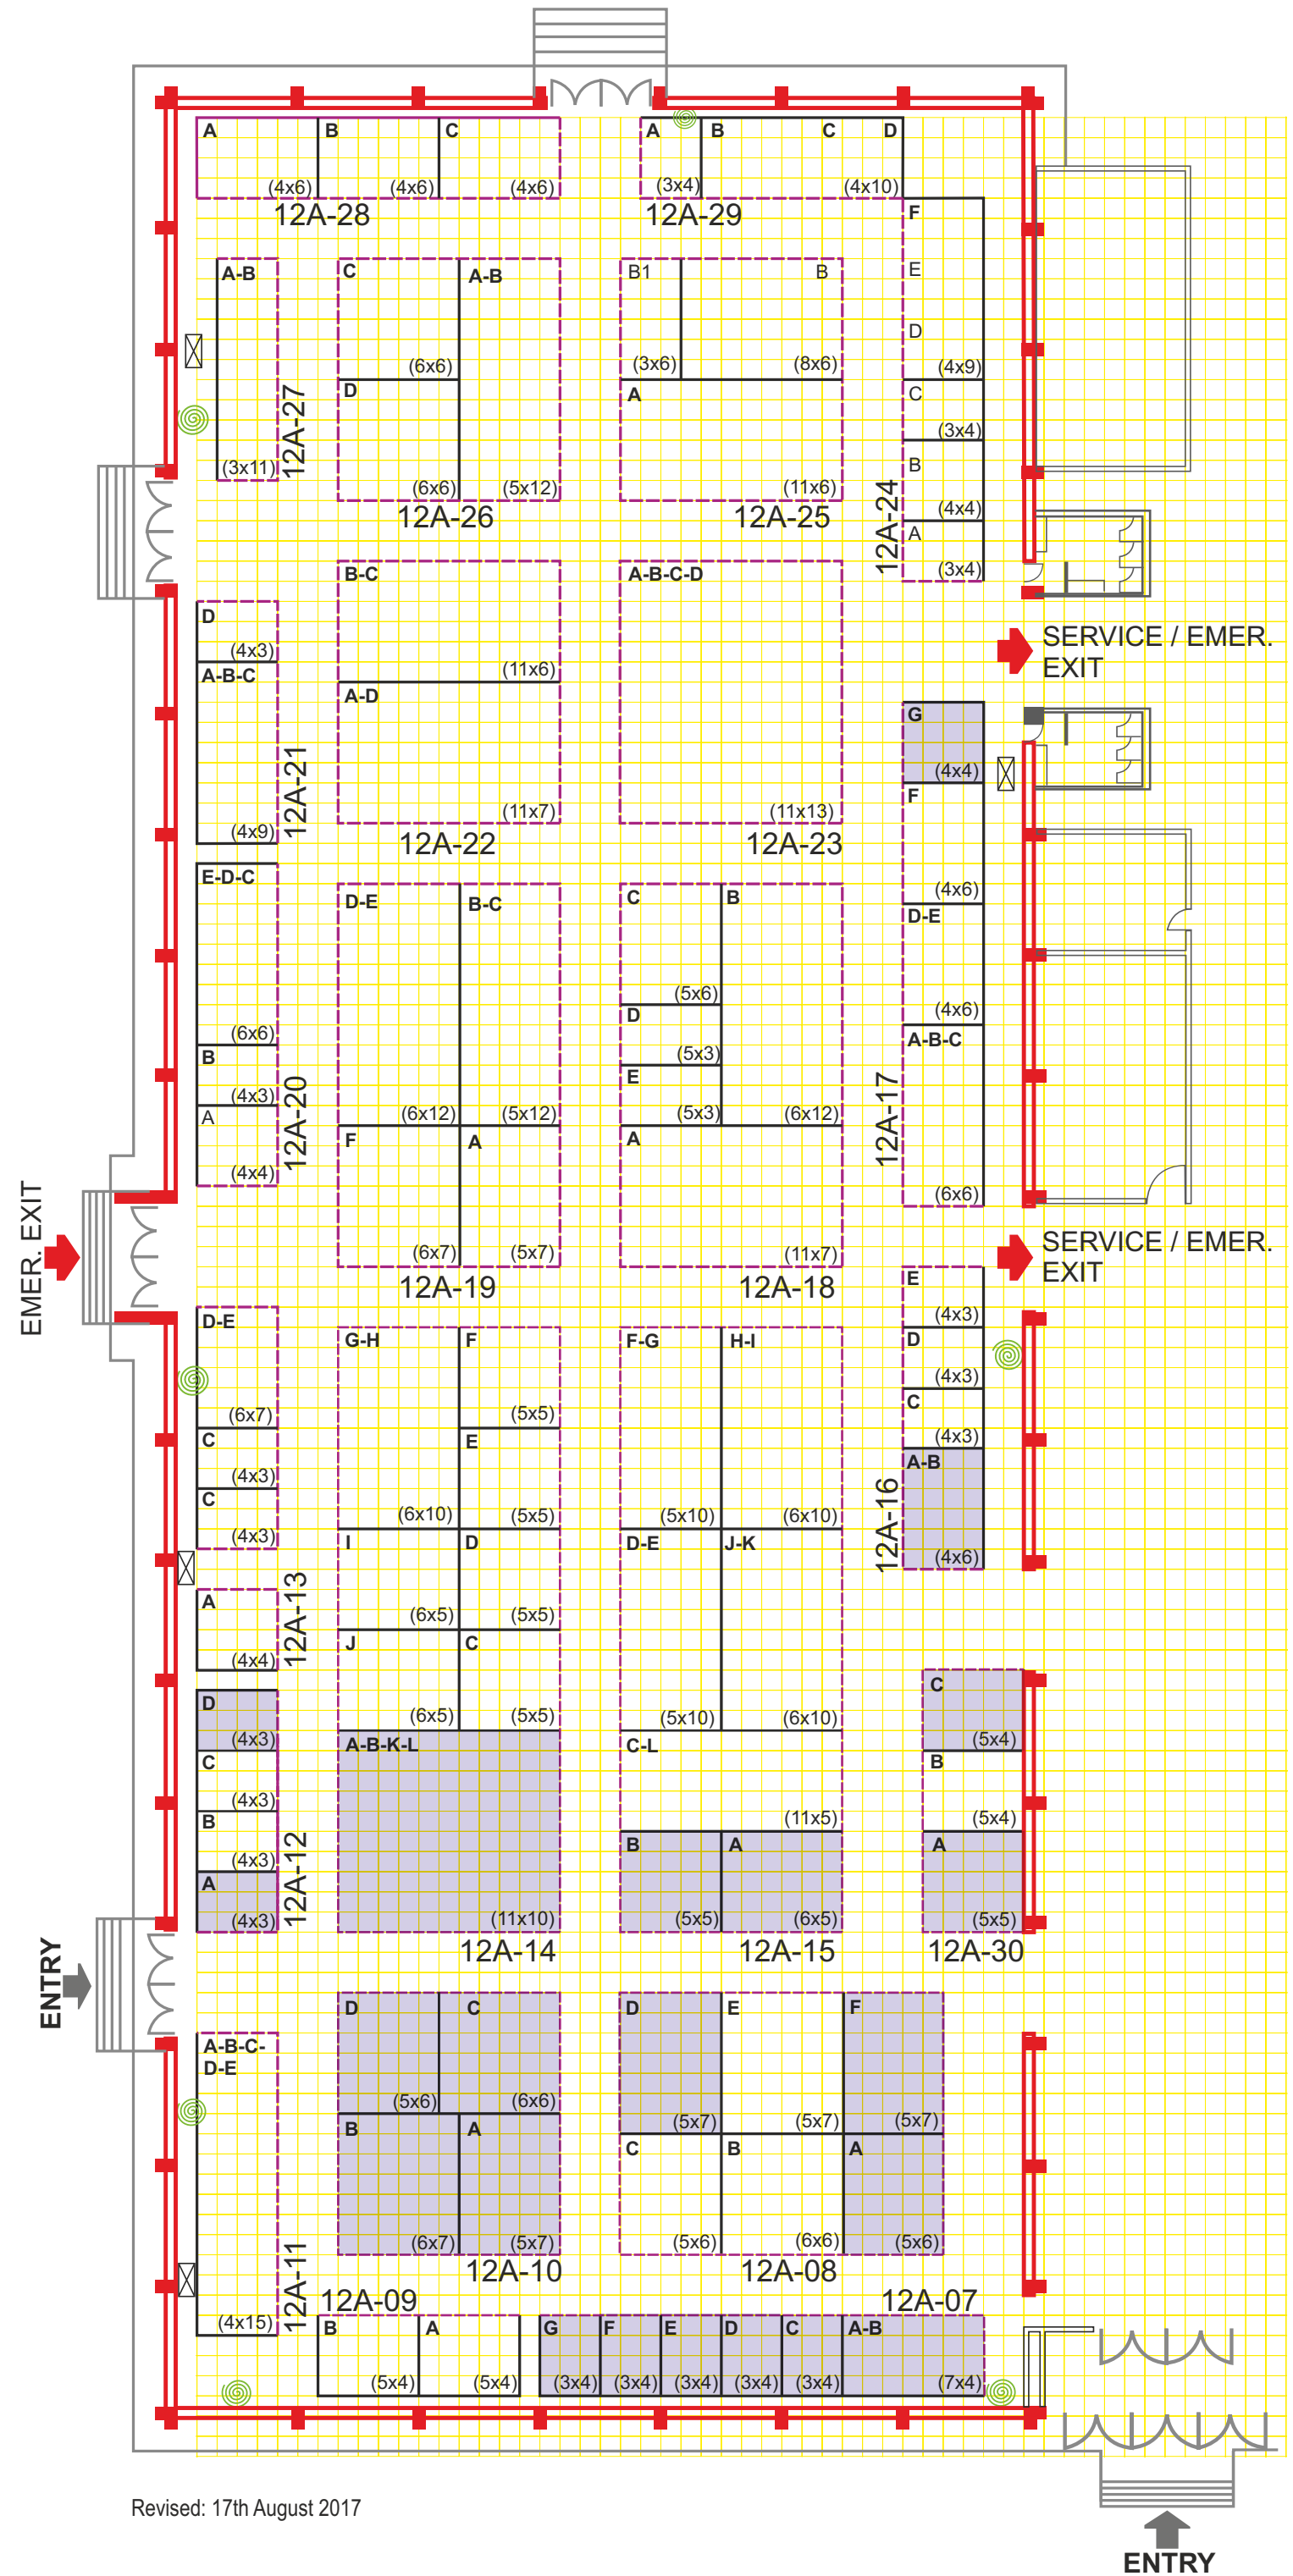 A B C
(4x6) (4x6) (4x6)
12A-28
A B C D
(3x4) (4x10)
12A-29
A-B
(3x11)
12A-27
C A-B
(6x6)
D
(6x6) (5x12)
12A-26
B1 B
(3x6) (8x6)
A
(11x6)
12A-25
F
E
D
(4x9)
C
(3x4)
B
(4x4)
A
(3x4)
12A-24
SERVICE / EMER.
EXIT
D
(4x3)
A-B-C
(4x9)
12A-21
B-C
(11x6)
A-D
(11x7)
12A-22
A-B-C-D
(11x13)
12A-23
G
(4x4)
F
(4x6)
D-E
(4x6)
A-B-C
(6x6)
12A-17
E-D-C
(6x6)
B
(4x3)
A
(4x4)
12A-20
D-E B-C
(6x12) (5x12)
F A
(6x7) (5x7)
12A-19
C B
(5x6)
D
(5x3)
E
(5x3) (6x12)
A
(11x7)
12A-18
EMER. EXIT
SERVICE / EMER.
EXIT
D-E
(6x7)
C
(4x3)
C
(4x3)
A
(4x4)
12A-13
G-H F
(5x5)
E
(6x10) (5x5)
I D
(6x5) (5x5)
J C
(6x5) (5x5)
A-B-K-L
(11x10)
12A-14
F-G H-I
(5x10) (6x10)
D-E J-K
(5x10) (6x10)
C-L
(11x5)
B A
(5x5) (6x5)
12A-15
E
(4x3)
D
(4x3)
C
(4x3)
A-B
(4x6)
12A-16
D
(4x3)
C
(4x3)
B
(4x3)
A
(4x3)
12A-12
C
(5x4)
B
(5x4)
A
(5x5)
12A-30
ENTRY
A-B-C-
D-E
(4x15)
12A-11
D C
(5x6) (6x6)
B A
(6x7) (5x7)
12A-10
D E F
(5x7) (5x7) (5x7)
C B A
(5x6) (6x6) (5x6)
12A-08
12A-09
B A
(5x4) (5x4)
12A-07
G F E D C A-B
(3x4) (3x4) (3x4) (3x4) (3x4) (7x4)
Revised: 17th August 2017
ENTRY